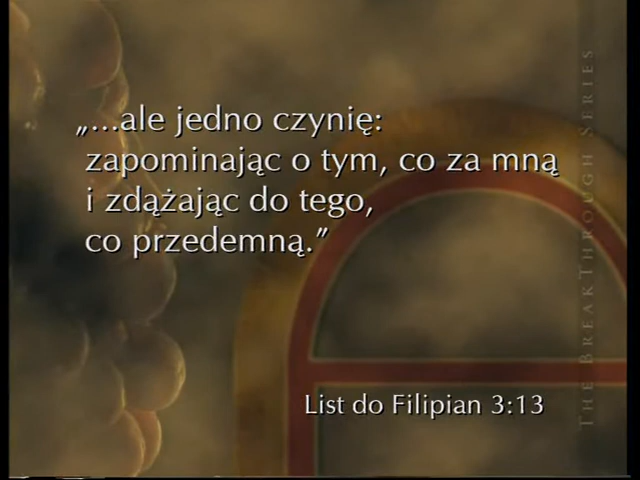 „...ale jedno czynię:
zapominając o tym, co za mną
i zdążając do tego,
co przedemną.”
List do Filipian 3:13
THE BREAKTHROUGH SERIES